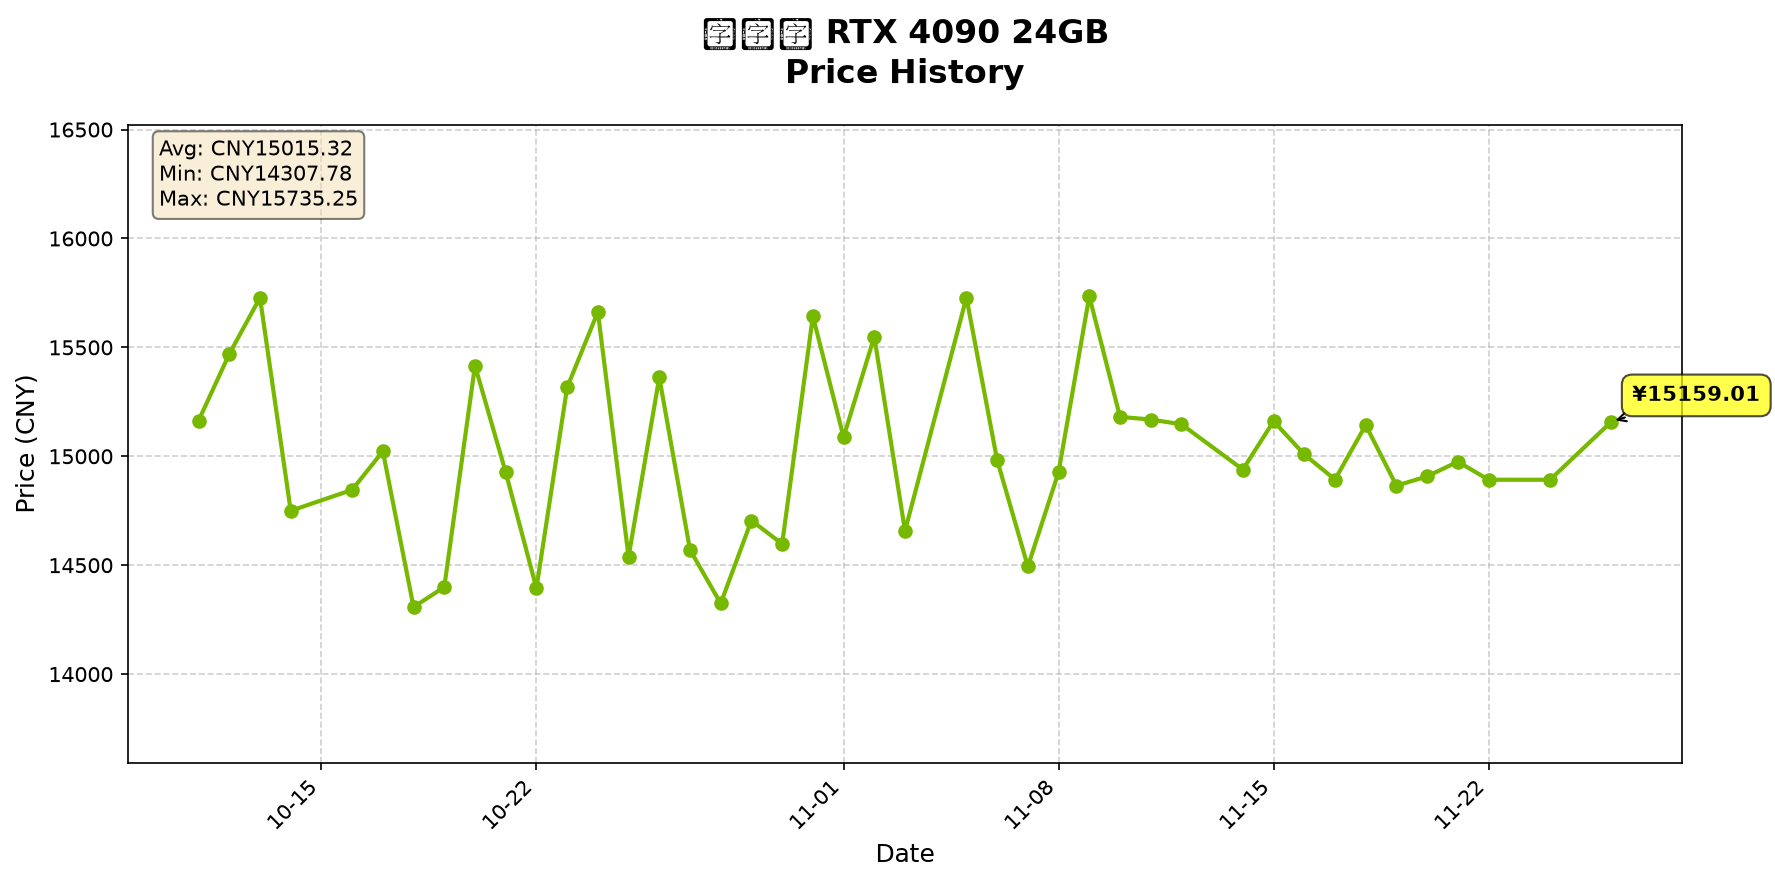 RTX 4090 24GB
Price History
Avg: CNY15015.32
Min: CNY14307.78
Max: CNY15735.25
¥15159.01
Price (CNY)
16500
16000
15500
15000
14500
14000
10-15
10-22
11-01
11-08
11-15
11-22
Date